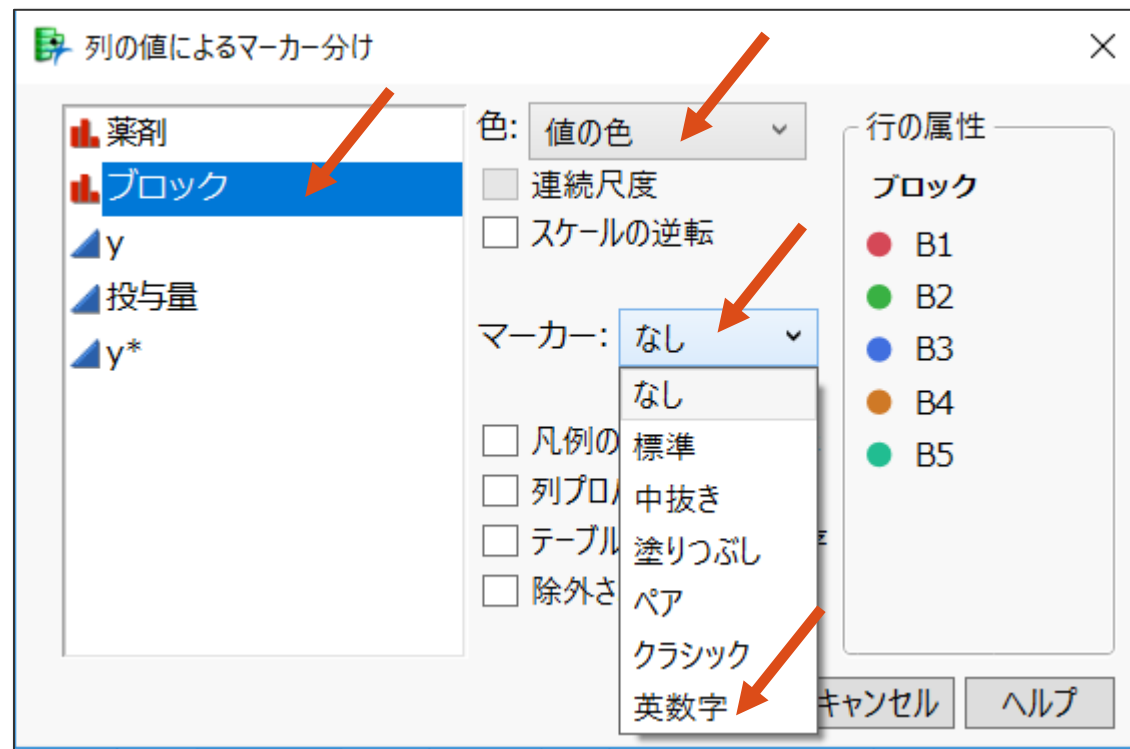 列の値によるマーカー分け
薬剤
ブロック
y
投与量
y*
色: 値の色
連続尺度
スケールの逆転
マーカー: なし
なし
標準
中抜き
塗りつぶし
ペア
クラシック
英数字
凡例の
列プロ
テーブル
除外さ
行の属性
ブロック
B1
B2
B3
B4
B5
キャンセル
ヘルプ